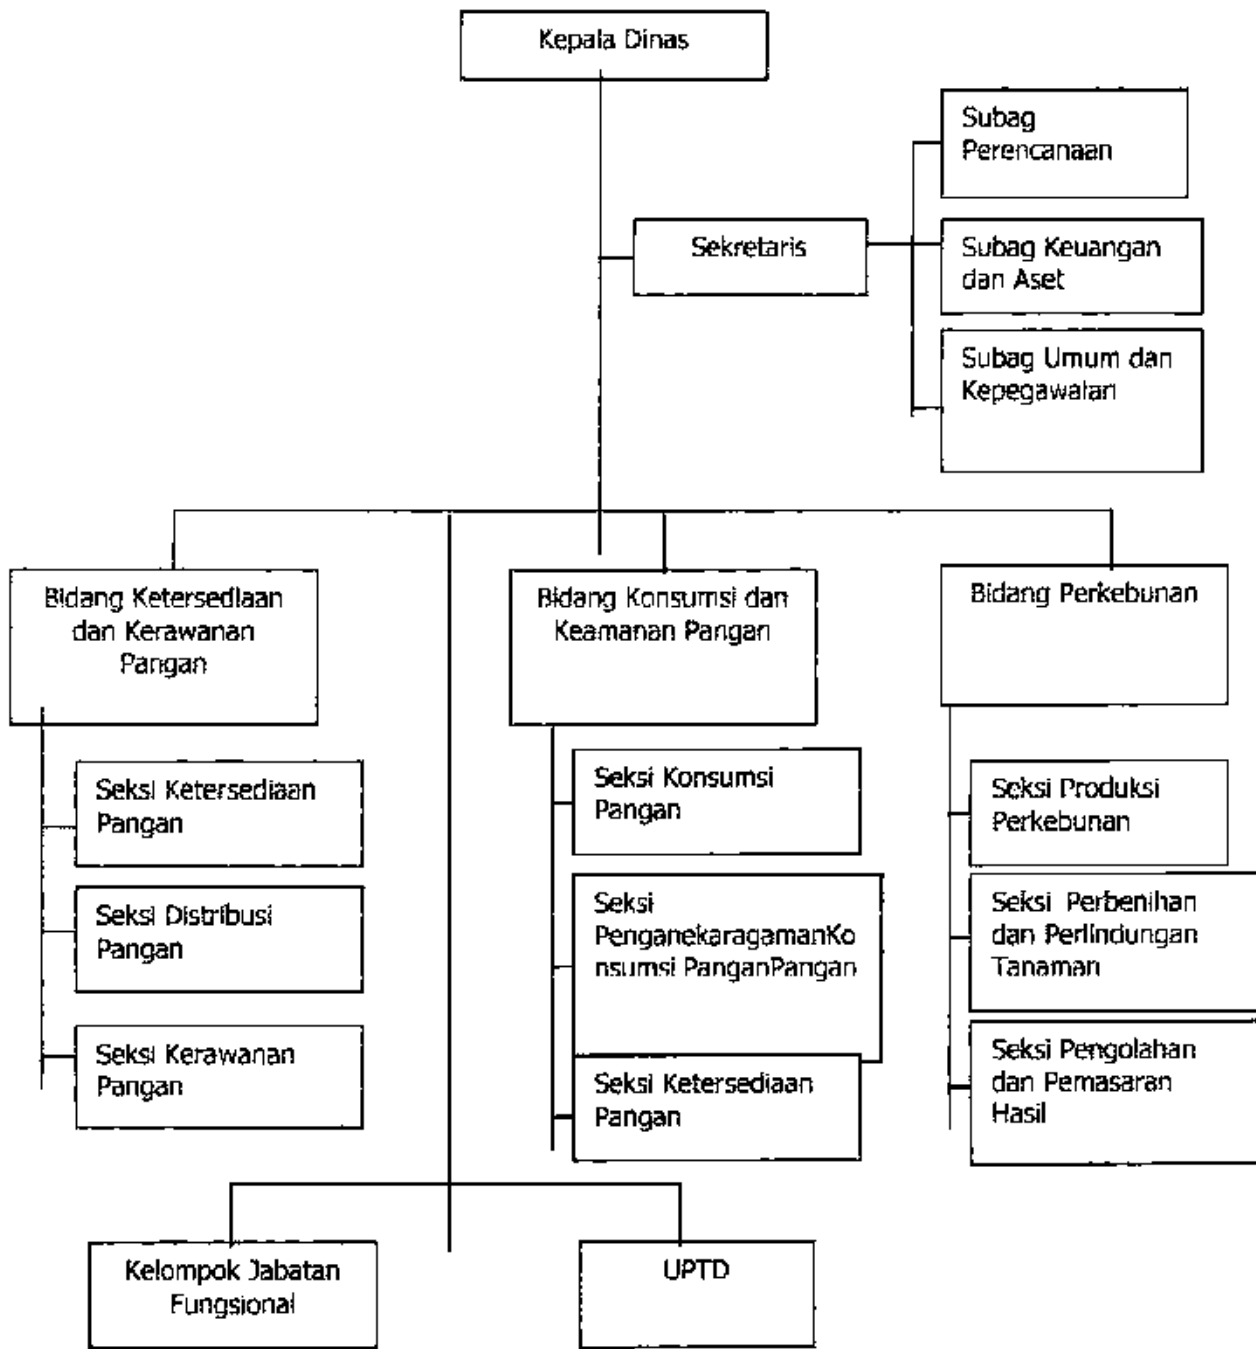 Kepala Dinas
Subag
Perencanaan
Sekretaris
Subag Keuangan
dan Aset
Subag Umum dan
Kepegawaian
Bidang Ketersediaan
dan Kerawanan
Pangan
Bidang Konsumsi dan
Keamanan Pangan
Bidang Perkebunan
Seksi Ketersediaan
Pangan
Seksi Distribusi
Pangan
Seksi Kerawanan
Pangan
Seksi Konsumsi
Pangan
Seksi
PenganekaragamanKo
nsumsi PanganPangan
Seksi Ketersediaan
Pangan
Seksi Produksi
Perkebunan
Seksi Perbenihan
dan Perlindungan
Tanaman
Seksi Pengolahan
dan Pemasaran
Hasil
Kelompok Jabatan
Fungsional
UPTD